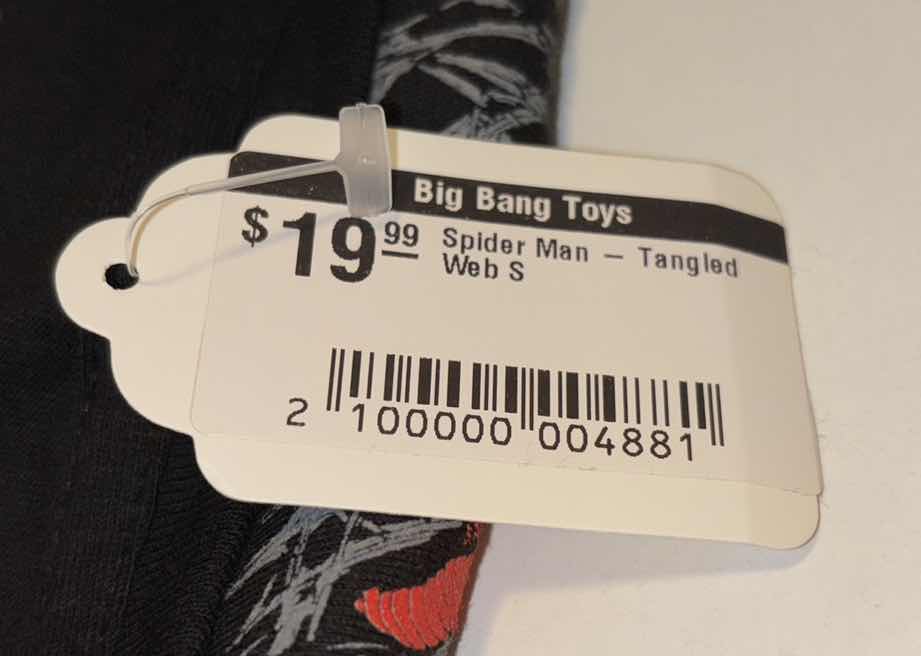 Big Bang Toys
$19.99 Spider Man — Tangled
Web S
2 100000 004881